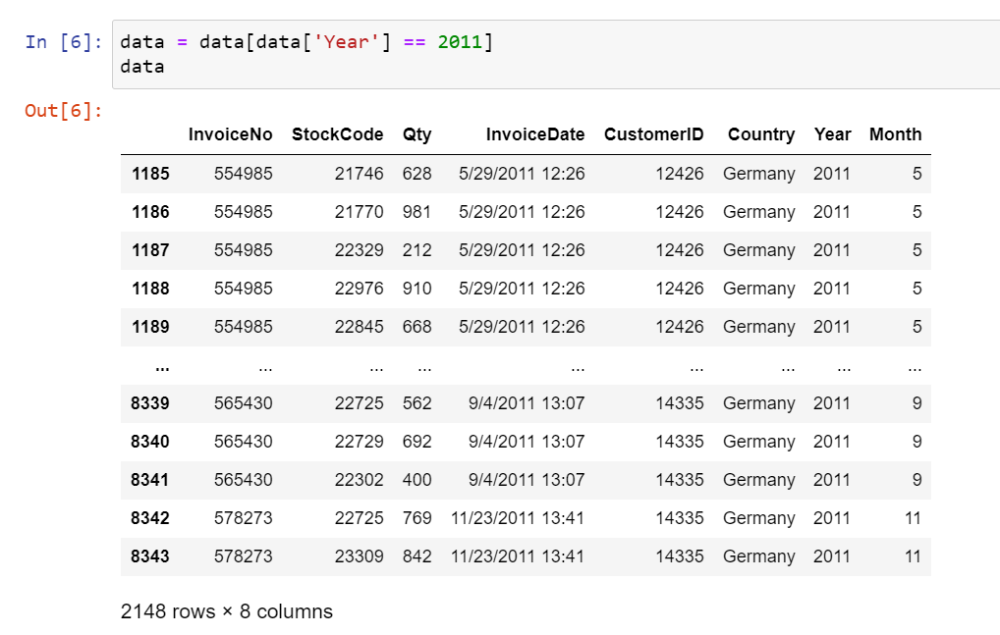 In [6]: data = data[data['Year'] == 2011]
data
Out[6]:
InvoiceNo StockCode Qty InvoiceDate CustomerID Country Year Month
1185 554985 21746 628 5/29/2011 12:26 12426 Germany 2011 5
1186 554985 21770 981 5/29/2011 12:26 12426 Germany 2011 5
1187 554985 22329 212 5/29/2011 12:26 12426 Germany 2011 5
1188 554985 22976 910 5/29/2011 12:26 12426 Germany 2011 5
1189 554985 22845 668 5/29/2011 12:26 12426 Germany 2011 5
... ... ... ... ... ... ... ... ...
8339 565430 22725 562 9/4/2011 13:07 14335 Germany 2011 9
8340 565430 22729 692 9/4/2011 13:07 14335 Germany 2011 9
8341 565430 22302 400 9/4/2011 13:07 14335 Germany 2011 9
8342 578273 22725 769 11/23/2011 13:41 14335 Germany 2011 11
8343 578273 23309 842 11/23/2011 13:41 14335 Germany 2011 11
2148 rows × 8 columns